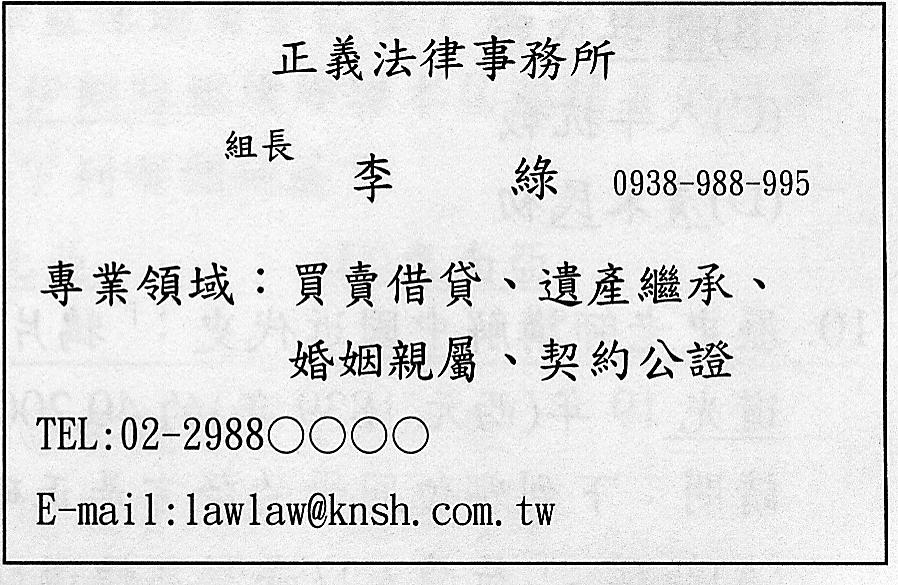 正義法律事務所
組長 李 綠 0938-988-995
專業領域：買賣借貸、遺產繼承、
婚姻親屬、契約公證
TEL:02-2988○○○○
E-mail:lawlaw@knsh.com.tw